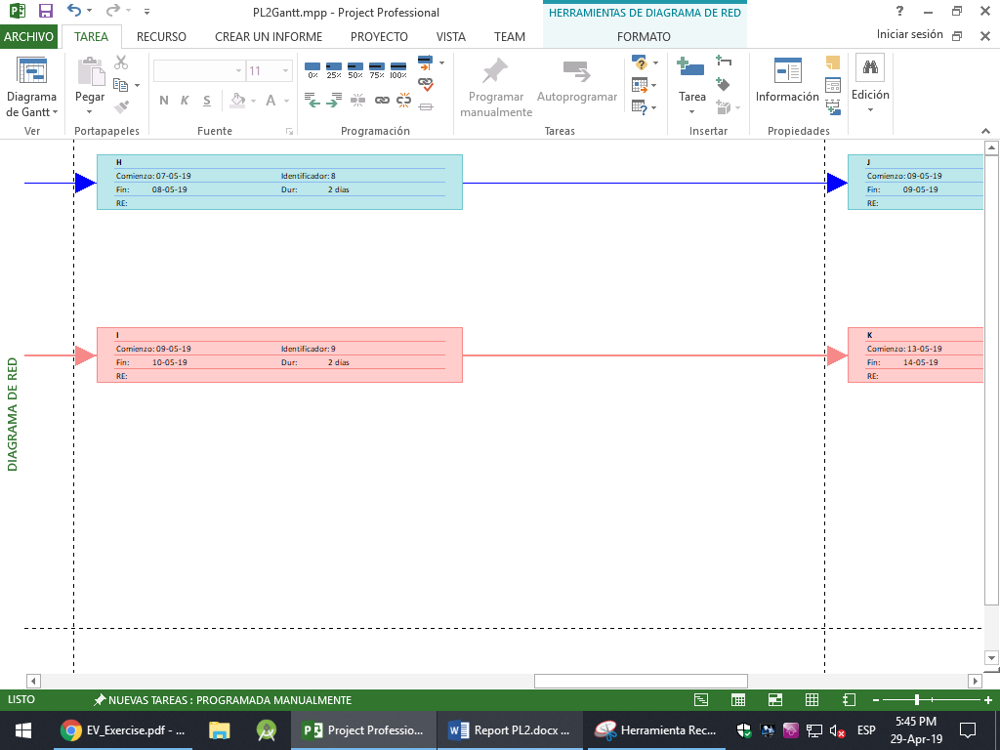 PL2Gantt.mpp - Project Professional
HERRAMIENTAS DE DIAGRAMA DE RED
ARCHIVO TAREA RECURSO CREAR UN INFORME PROYECTO VISTA TEAM FORMATO Iniciar sesión
Diagrama de Gantt
Pegar
11
N K S A
0% 25% 50% 75% 100%
Programar manualmente
Autoprogramar
Tarea
Información
Edición
Ver Portapapeles Fuente Programación Tareas Insertar Propiedades
DIAGRAMA DE RED
H
Comienzo: 07-05-19 Identificador: 8
Fin: 08-05-19 Dur: 2 días
RE:
J
Comienzo: 09-05-19
Fin: 09-05-19
RE:
I
Comienzo: 09-05-19 Identificador: 9
Fin: 10-05-19 Dur: 2 días
RE:
K
Comienzo: 13-05-19
Fin: 14-05-19
RE:
LISTO NUEVAS TAREAS : PROGRAMADA MANUALMENTE
EV_Exercise.pdf - ... Project Professio... Report PL2.docx ... Herramienta Rec... ESP
5:45 PM
29-Apr-19